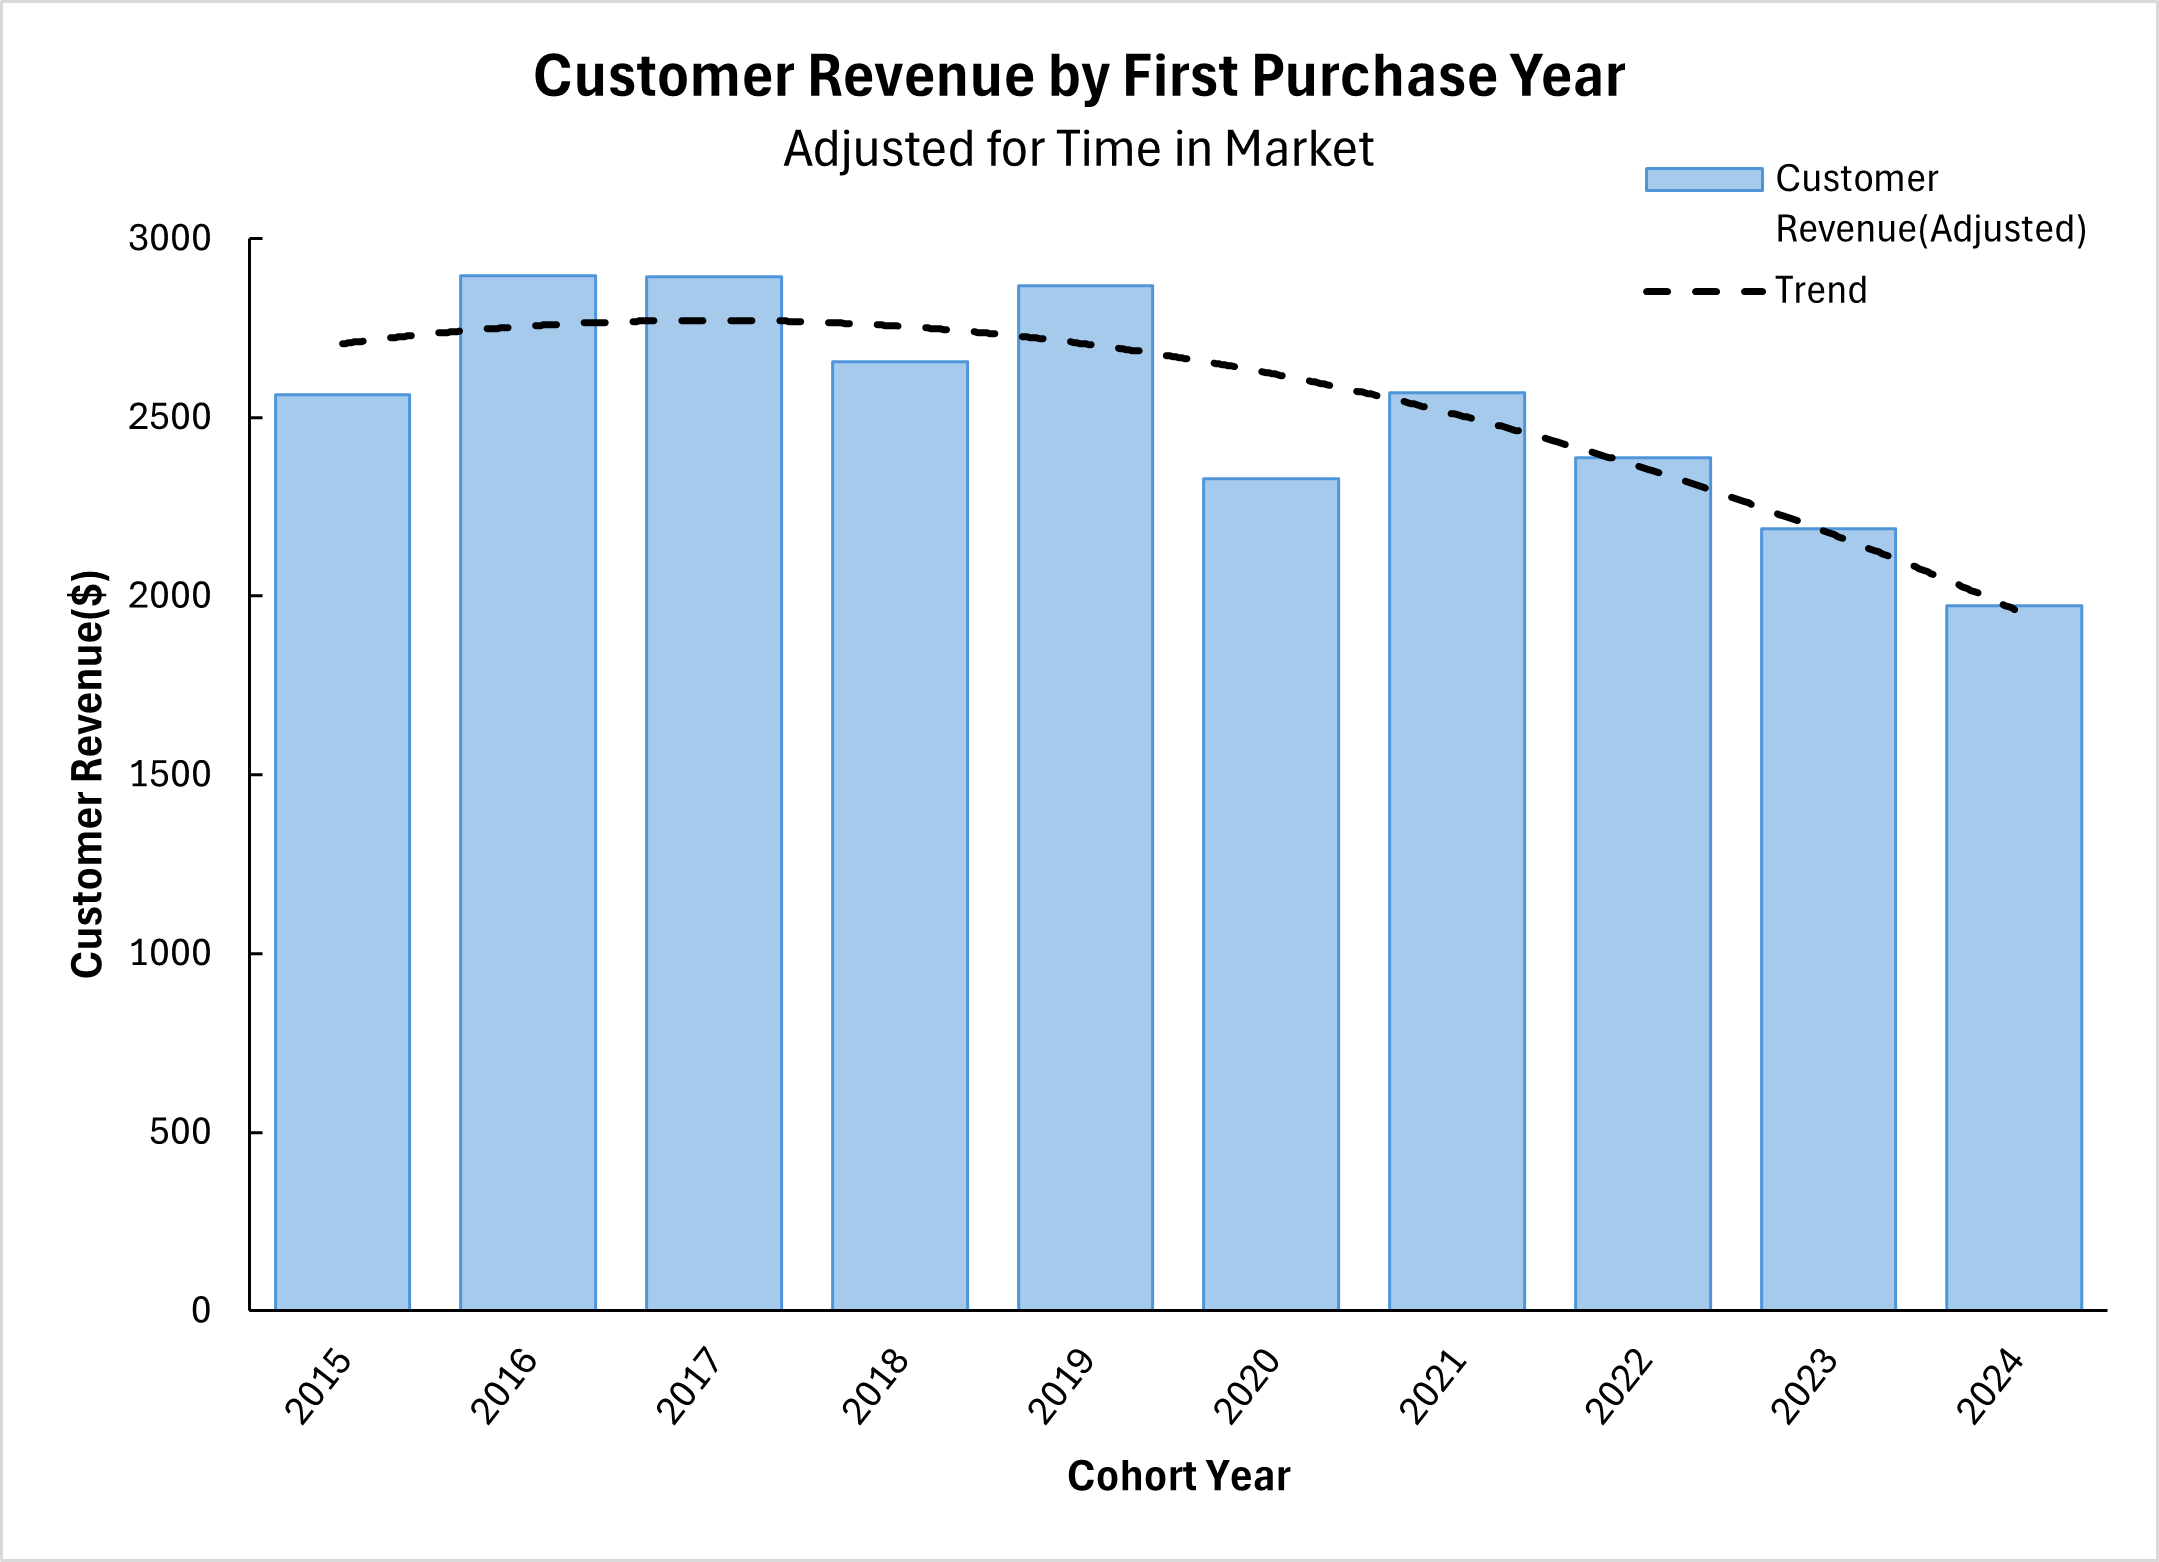 Customer Revenue by First Purchase Year
Adjusted for Time in Market
Customer
Revenue(Adjusted)
Trend
3000
2500
2000
1500
1000
500
0
Customer Revenue($)
2015
2016
2017
2018
2019
2020
2021
2022
2023
2024
Cohort Year